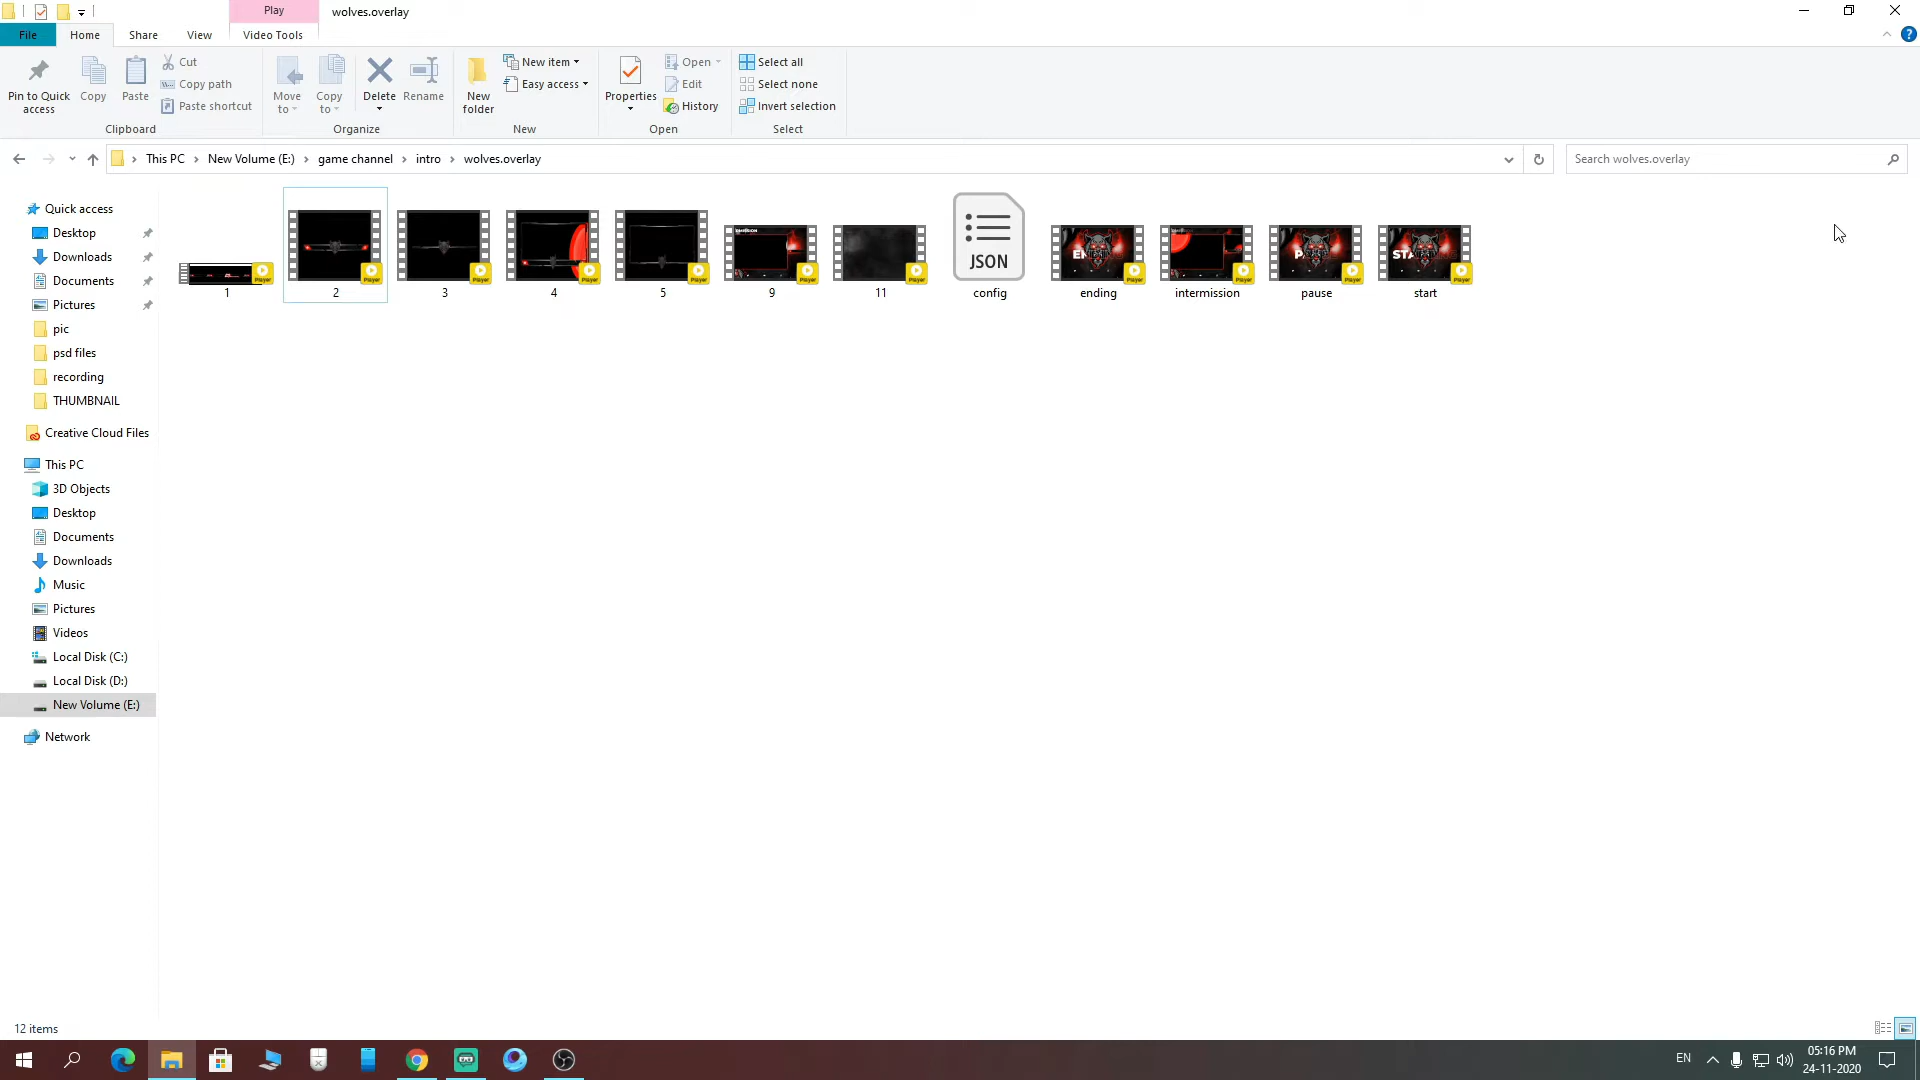 Play
wolves.overlay
File
Home
Share
View
Video Tools
Pin to Quick access
Copy
Paste
Cut
Copy path
Paste shortcut
Clipboard
Move to
Copy to
Delete
Rename
Organize
New folder
New item
Easy access
New
Properties
Open
Edit
History
Open
Select all
Select none
Invert selection
Select
This PC
New Volume (E:)
game channel
intro
wolves.overlay
Search wolves.overlay
Quick access
Desktop
Downloads
Documents
Pictures
pic
psd files
recording
THUMBNAIL
Creative Cloud Files
This PC
3D Objects
Desktop
Documents
Downloads
Music
Pictures
Videos
Local Disk (C:)
Local Disk (D:)
New Volume (E:)
Network
1
2
3
4
5
9
11
JSON
config
ending
intermission
pause
start
12 items
EN
05:16 PM
24-11-2020